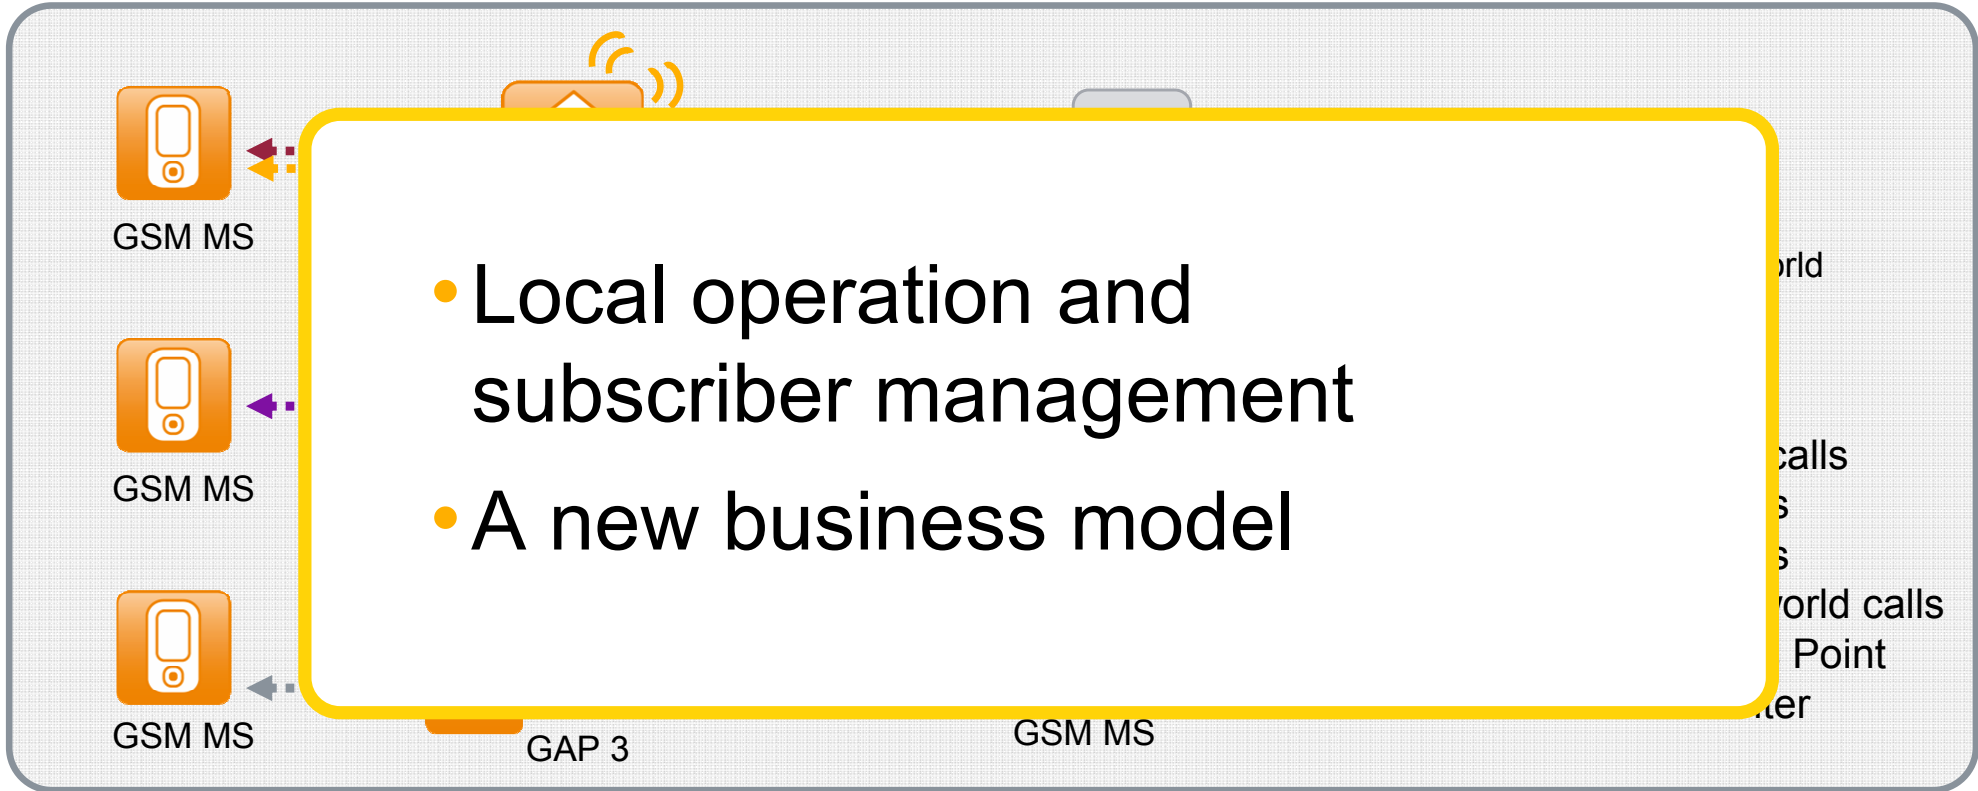 GSM MS
• Local operation and
subscriber management
• A new business model
GSM MS
calls
world calls
Point
GSM MS
GAP 3
GSM MS